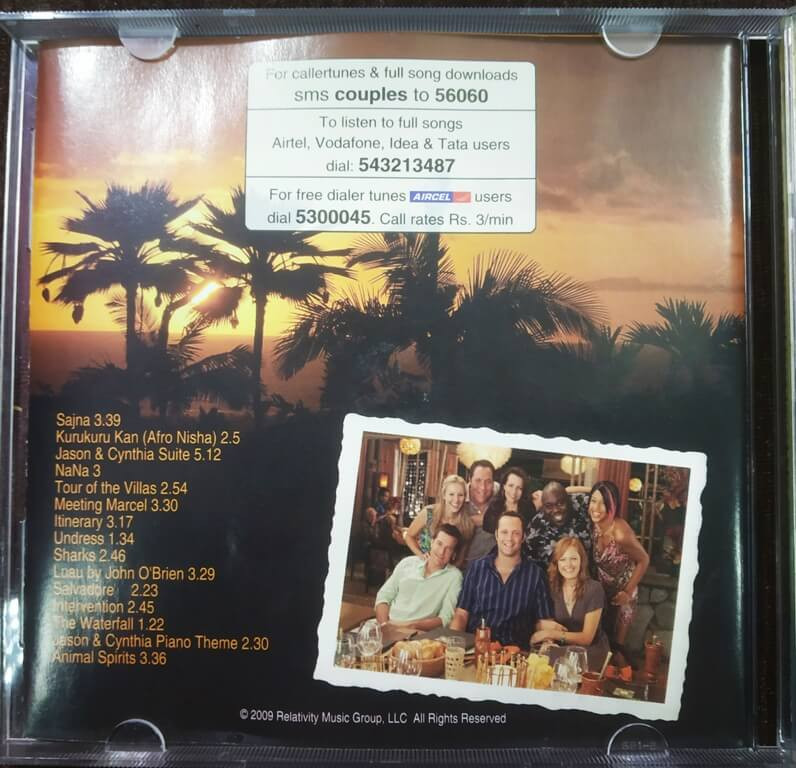 For callertunes & full song downloads
sms couples to 56060
To listen to full songs
Airtel, Vodafone, Idea & Tata users
dial: 543213487
For free dialer tunes AIRCEL users
dial 5300045. Call rates Rs. 3/min
Sajna 3.39
Kurukuru Kan (Afro Nisha) 2.5
Jason & Cynthia Suite 5.12
NaNa 3
Tour of the Villas 2.54
Meeting Marcel 3.30
Itinerary 3.17
Undress 1.34
Sharks 2.46
Luau by John O'Brien 3.29
Salvadore 2.23
Intervention 2.45
The Waterfall 1.22
Jason & Cynthia Piano Theme 2.30
Animal Spirits 3.36
© 2009 Relativity Music Group, LLC All Rights Reserved